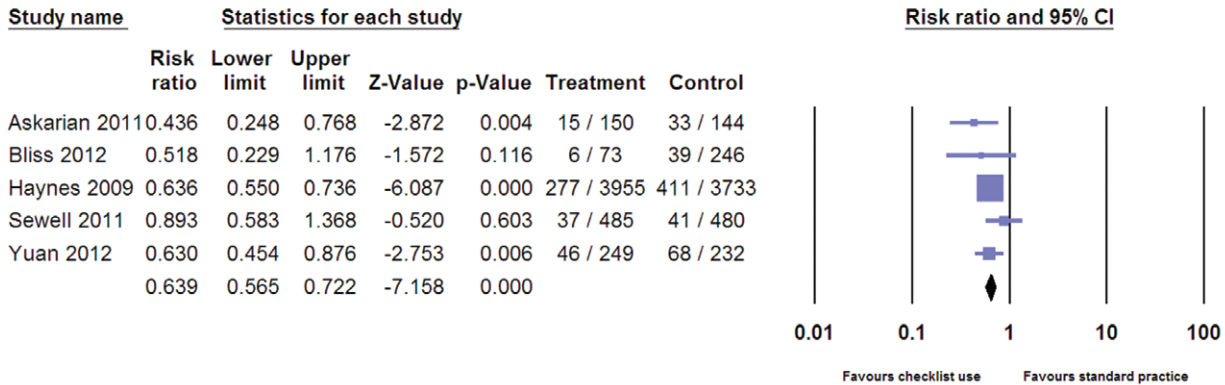 Study name Statistics for each study Risk ratio and 95% CI
Risk Lower Upper
ratio limit limit Z-Value p-Value Treatment Control
Askarian 2011 0.436 0.248 0.768 -2.872 0.004 15 / 150 33 / 144
Bliss 2012 0.518 0.229 1.176 -1.572 0.116 6 / 73 39 / 246
Haynes 2009 0.636 0.550 0.736 -6.087 0.000 277 / 3955 411 / 3733
Sewell 2011 0.893 0.583 1.368 -0.520 0.603 37 / 485 41 / 480
Yuan 2012 0.630 0.454 0.876 -2.753 0.006 46 / 249 68 / 232
0.639 0.565 0.722 -7.158 0.000
0.01 0.1 1 10 100
Favours checklist use Favours standard practice